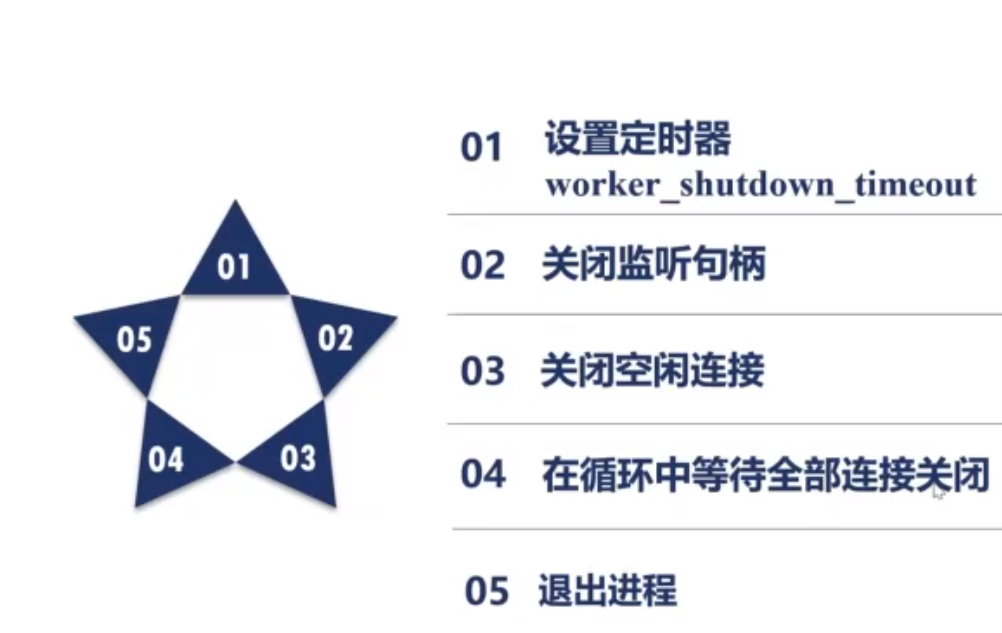 01 设置定时器
worker_shutdown_timeout
02 关闭监听句柄
03 关闭空闲连接
04 在循环中等待全部连接关闭
05 退出进程
01
02
03
04
05